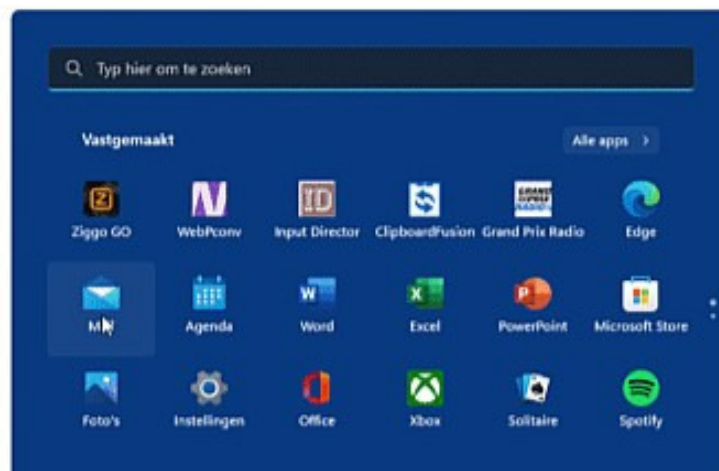 Typ hier om te zoeken
Vastgemaakt Alle apps
Ziggo GO WebPconv Input Director ClipboardFusion Grand Prix Radio Edge
Agenda Word Excel PowerPoint Microsoft Store
Foto's Instellingen Office Xbox Solitaire Spotify